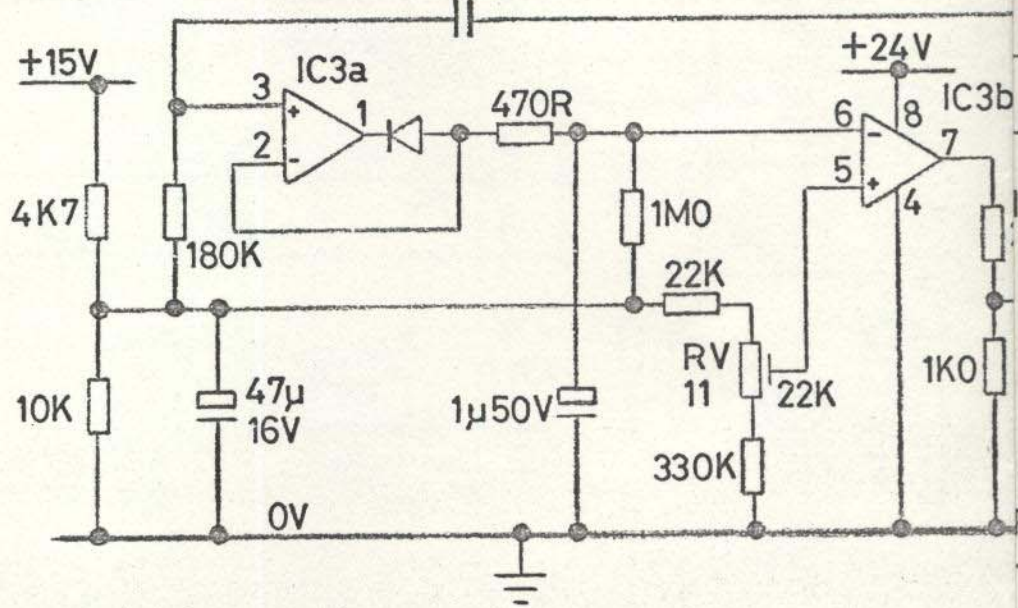 +15V
IC3a
+24V
IC3b
3
+
1
470R
6
-
8
7
2
-
5
+
4
4K7
180K
1M0
22K
RV
11
22K
1K0
10K
47µ
16V
1µ50V
330K
0V